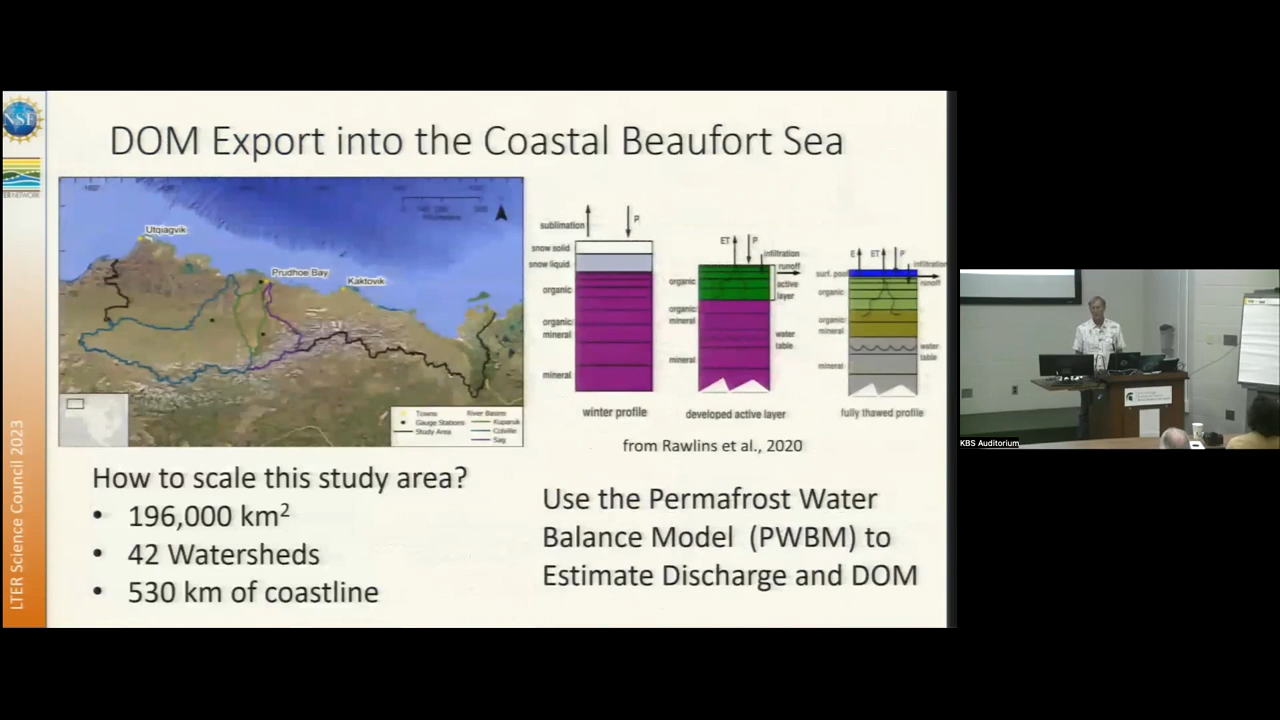 NSF
LTER NETWORK
LTER Science Council 2023
DOM Export into the Coastal Beaufort Sea
Utqiagvik
Prudhoe Bay
Kaktovik
Kilometers
Towns
Gauge Stations
Study Area
River Basins
Kuparuk
Colville
Sag
sublimation
P
snow solid
snow liquid
organic
organic
mineral
mineral
winter profile
ET
P
infiltration
runoff
active
layer
organic
organic
mineral
water
table
mineral
developed active layer
E
ET
P
infiltration
surf. pool
runoff
organic
organic
mineral
water
table
mineral
fully thawed profile
from Rawlins et al., 2020
How to scale this study area?
• 196,000 km²
• 42 Watersheds
• 530 km of coastline
Use the Permafrost Water
Balance Model (PWBM) to
Estimate Discharge and DOM
KBS Auditorium